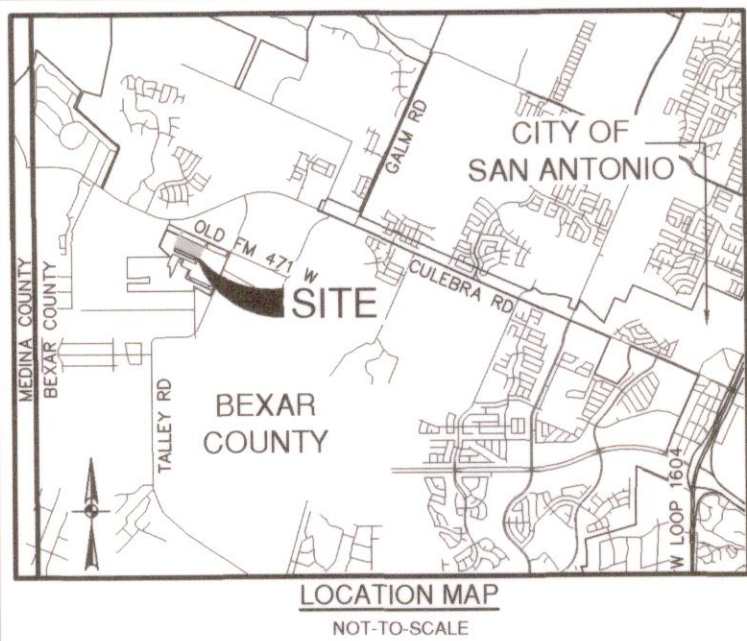 CITY OF
SAN ANTONIO
GALM RD
OLD FM 471 W
CULEBRA RD
SITE
MEDINA COUNTY
BEXAR COUNTY
TALLEY RD
BEXAR
COUNTY
W LOOP 1604
LOCATION MAP
NOT-TO-SCALE